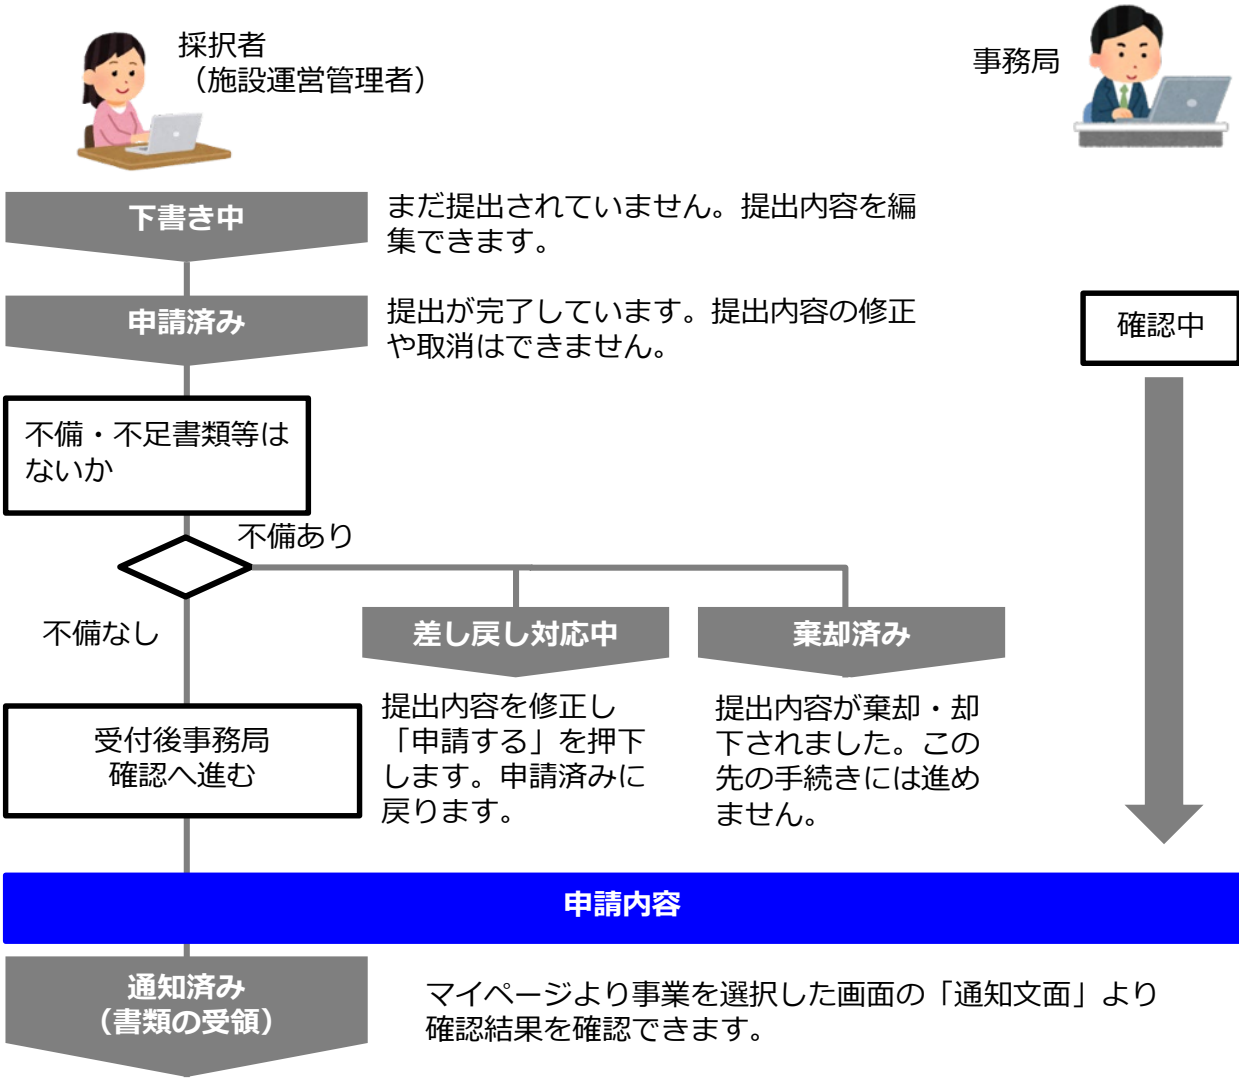 採択者
（施設運営管理者）
事務局
下書き中
まだ提出されていません。提出内容を編
集できます。
申請済み
提出が完了しています。提出内容の修正
や取消はできません。
確認中
不備・不足書類等は
ないか
不備あり
不備なし
差し戻し対応中
棄却済み
提出内容を修正し
「申請する」を押下
します。申請済みに
戻ります。
提出内容が棄却・却
下されました。この
先の手続きには進め
ません。
受付後事務局
確認へ進む
申請内容
通知済み
（書類の受領）
マイページより事業を選択した画面の「通知文面」より
確認結果を確認できます。